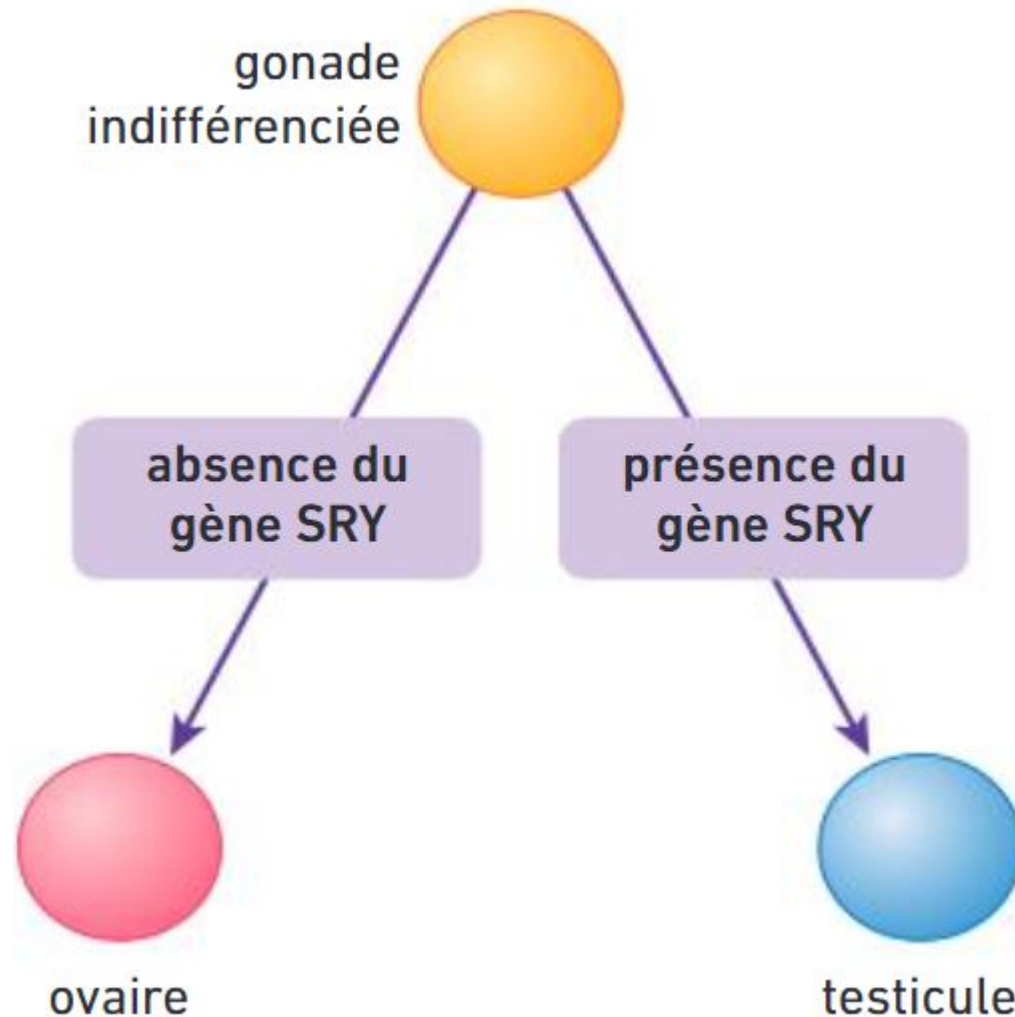 gonade
indifférenciée
absence du
gène SRY
présence du
gène SRY
ovaire
testicule